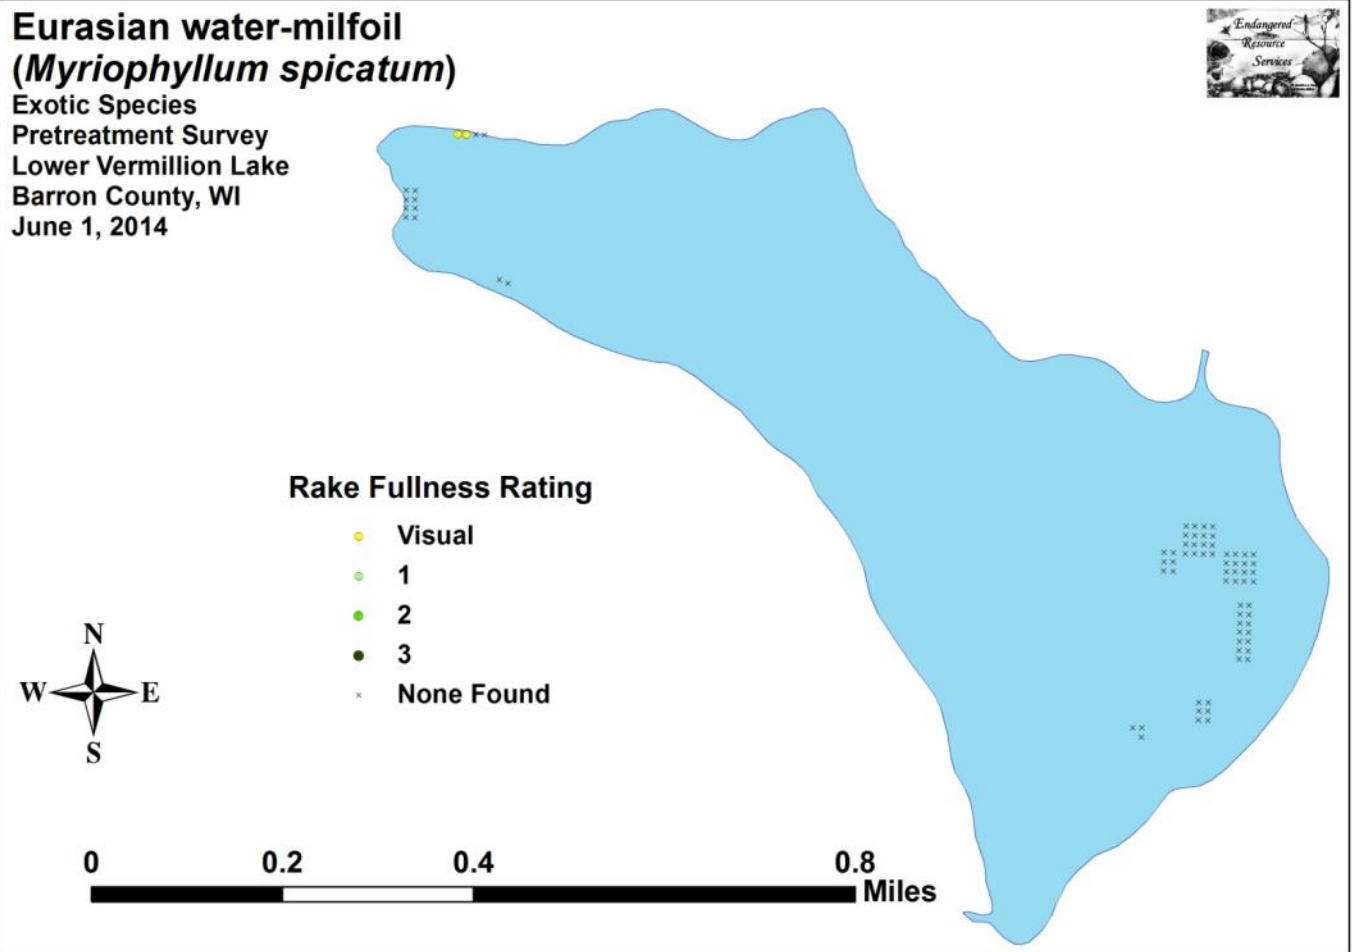 Eurasian water-milfoil
(Myriophyllum spicatum)
Exotic Species
Pretreatment Survey
Lower Vermillion Lake
Barron County, WI
June 1, 2014
Endangered
Resource
Services
Rake Fullness Rating
Visual
1
2
3
None Found
N
W E
S
0 0.2 0.4 0.8
Miles